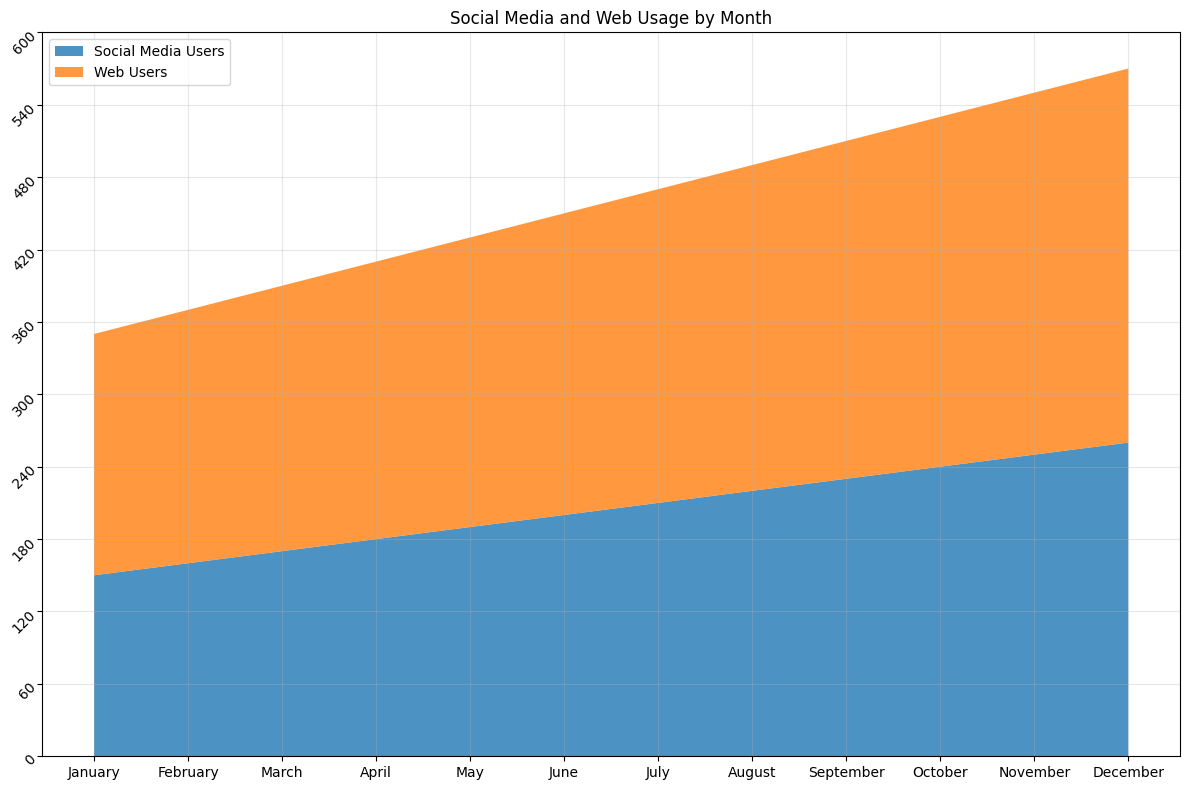 Social Media and Web Usage by Month
Social Media Users
Web Users
600
540
480
420
360
300
240
180
120
60
0
January February March April May June July August September October November December